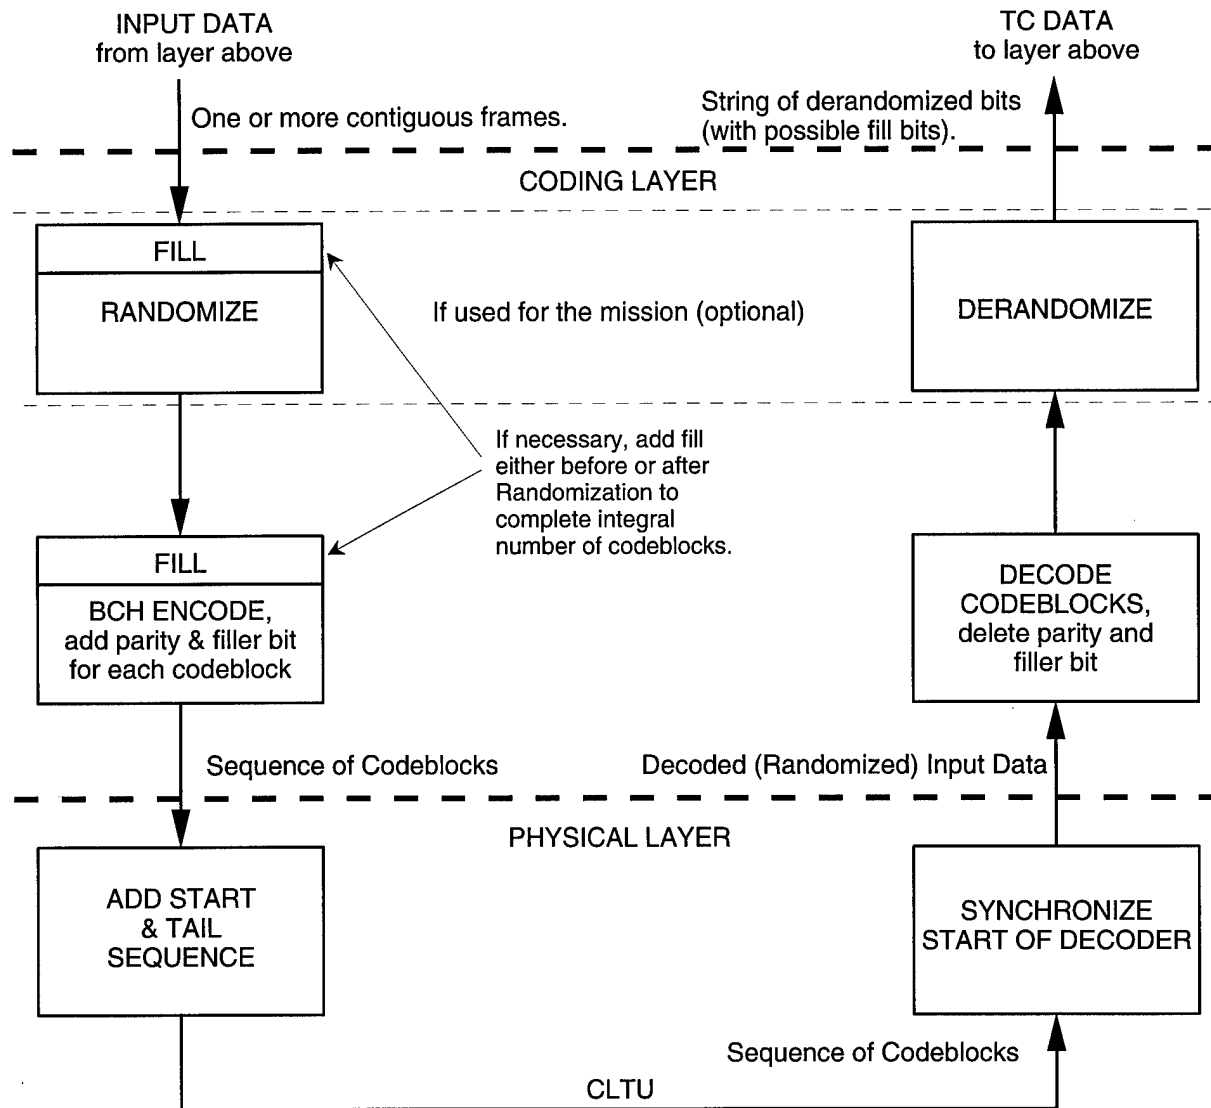 INPUT DATA
from layer above
TC DATA
to layer above
One or more contiguous frames.
String of derandomized bits
(with possible fill bits).
CODING LAYER
FILL
RANDOMIZE
If used for the mission (optional)
DERANDOMIZE
If necessary, add fill
either before or after
Randomization to
complete integral
number of codeblocks.
FILL
BCH ENCODE,
add parity & filler bit
for each codeblock
DECODE
CODEBLOCKS,
delete parity and
filler bit
Sequence of Codeblocks
Decoded (Randomized) Input Data
PHYSICAL LAYER
ADD START
& TAIL
SEQUENCE
SYNCHRONIZE
START OF DECODER
Sequence of Codeblocks
CLTU